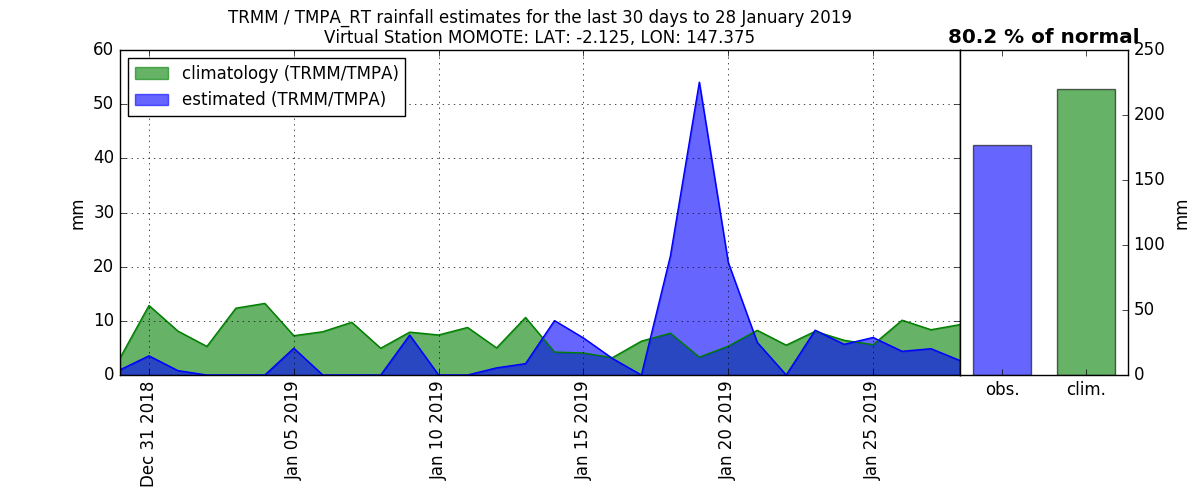 TRMM / TMPA_RT rainfall estimates for the last 30 days to 28 January 2019
Virtual Station MOMOTE: LAT: -2.125, LON: 147.375
80.2 % of normal
climatology (TRMM/TMPA)
estimated (TRMM/TMPA)
60
50
40
30
20
10
0
mm
Dec 31 2018
Jan 05 2019
Jan 10 2019
Jan 15 2019
Jan 20 2019
Jan 25 2019
obs.
clim.
250
200
150
100
50
0
mm